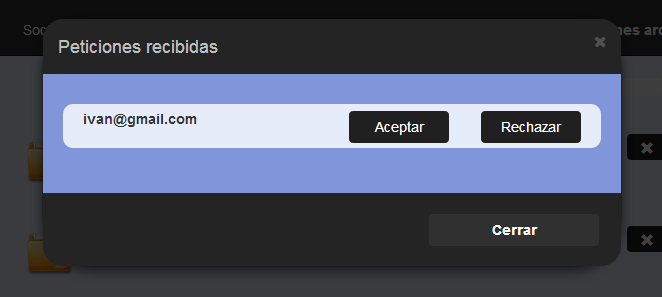 Peticiones recibidas
ivan@gmail.com
Aceptar
Rechazar
Cerrar